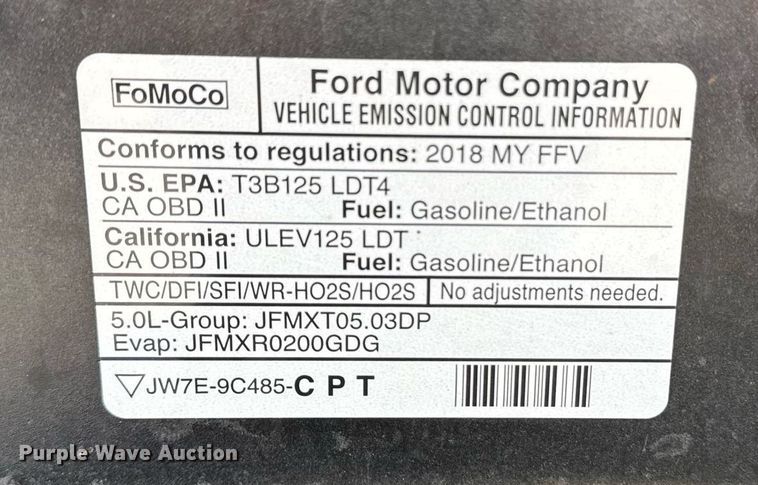 FoMoCo
Ford Motor Company
VEHICLE EMISSION CONTROL INFORMATION
Conforms to regulations: 2018 MY FFV
U.S. EPA: T3B125 LDT4
CA OBD II Fuel: Gasoline/Ethanol
California: ULEV125 LDT
CA OBD II Fuel: Gasoline/Ethanol
TWC/DFI/SFI/WR-HO2S/HO2S No adjustments needed.
5.0L-Group: JFMXT05.03DP
Evap: JFMXR0200GDG
JW7E-9C485-CPT
Purple Wave Auction